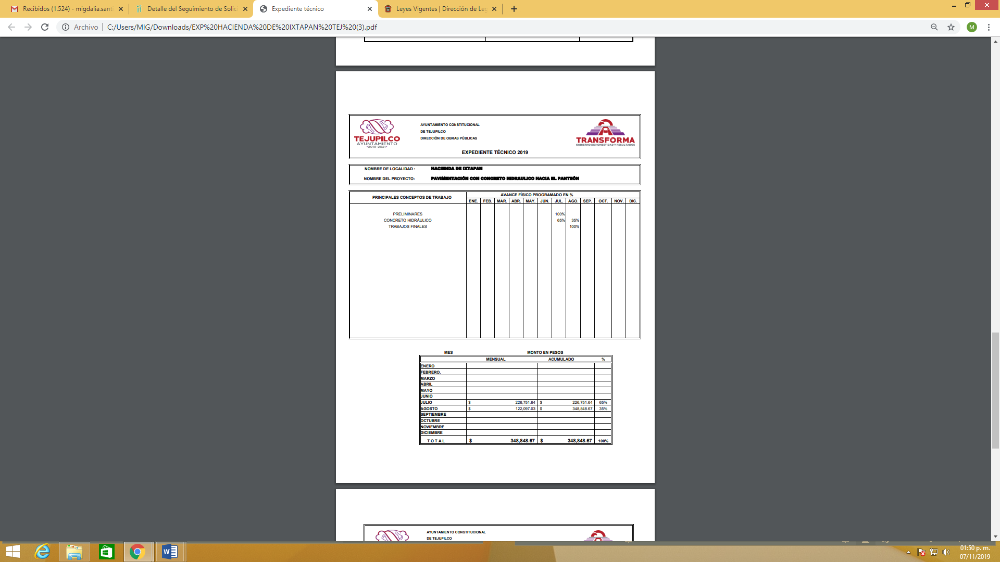 Recibidos (1.524) - migdalia.sant
Detalle del Seguimiento de Solici
Expediente técnico
Leyes Vigentes | Dirección de Leg
Archivo
C:/Users/MIG/Downloads/EXP%20HACIENDA%20DE%20IXTAPAN%20TEJ%20(3).pdf
M
TEJUPILCO
AYUNTAMIENTO
•2019-2021•
AYUNTAMIENTO CONSTITUCIONAL
DE TEJUPILCO
DIRECCIÓN DE OBRAS PÚBLICAS
TRANSFORMA
GOBIERNO DE HONESTIDAD Y RESULTADOS
EXPEDIENTE TÉCNICO 2019
NOMBRE DE LOCALIDAD : HACIENDA DE IXTAPAN
NOMBRE DEL PROYECTO: PAVIMENTACIÓN CON CONCRETO HIDRAULICO HACIA EL PANTEÓN
PRINCIPALES CONCEPTOS DE TRABAJO
AVANCE FÍSICO PROGRAMADO EN %
ENE. FEB. MAR. ABR. MAY. JUN. JUL. AGO. SEP. OCT. NOV. DIC.
PRELIMINARES 100%
CONCRETO HIDRÁULICO 65% 35%
TRABAJOS FINALES 100%
MES MONTO EN PESOS
MENSUAL ACUMULADO %
ENERO
FEBRERO.
MARZO
ABRIL
MAYO
JUNIO
JULIO $ 226,751.64 $ 226,751.64 65%
AGOSTO $ 122,097.03 $ 348,848.67 35%
SEPTIEMBRE
OCTUBRE
NOVIEMBRE
DICIEMBRE
T O T A L $ 348,848.67 $ 348,848.67 100%
AYUNTAMIENTO CONSTITUCIONAL
DE TEJUPILCO
01:50 p. m.
07/11/2019